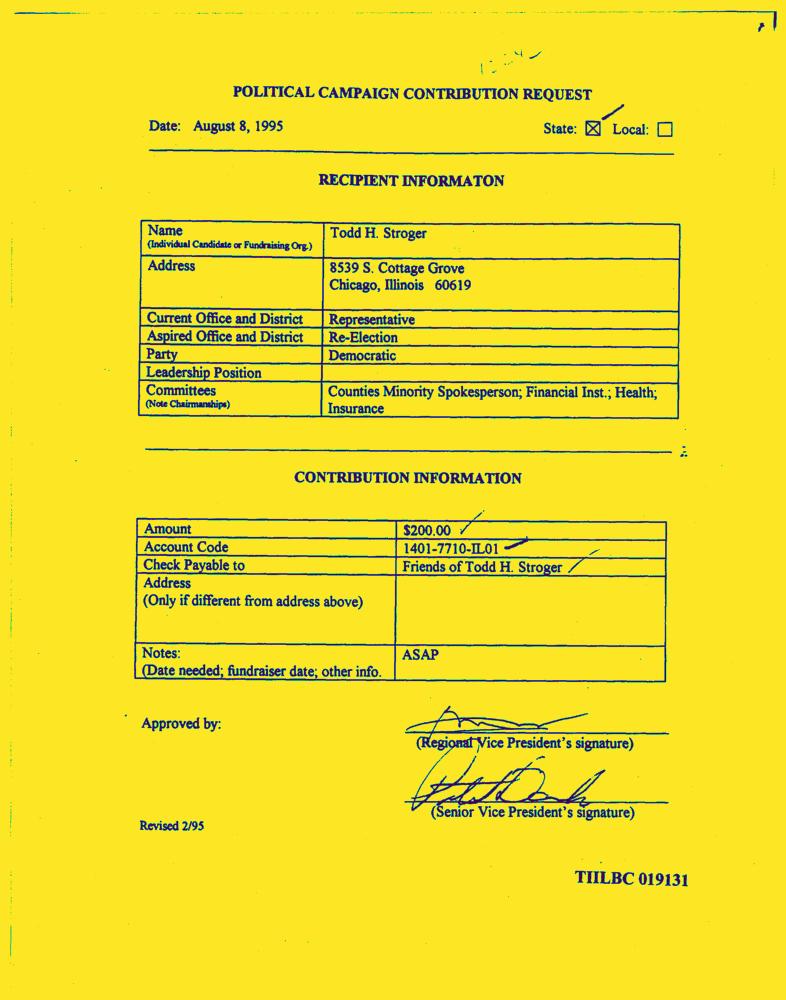 POLITICAL CAMPAIGN CONTRIBUTION REQUEST
Date: August 8, 1995 State: ☒ Local: ☐
RECIPIENT INFORMATON
Name Todd H. Stroger
(Individual Candidate or Fundraising Org.)
Address 8539 S. Cottage Grove
Chicago, Illinois 60619
Current Office and District Representative
Aspired Office and District Re-Election
Party Democratic
Leadership Position
Committees Counties Minority Spokesperson; Financial Inst.; Health;
(Note Chairmanships) Insurance
CONTRIBUTION INFORMATION
Amount $200.00
Account Code 1401-7710-IL01
Check Payable to Friends of Todd H. Stroger
Address
(Only if different from address above)
Notes: ASAP
(Date needed; fundraiser date; other info.
Approved by:
(Regional Vice President's signature)
(Senior Vice President's signature)
Revised 2/95
TIILBC 019131